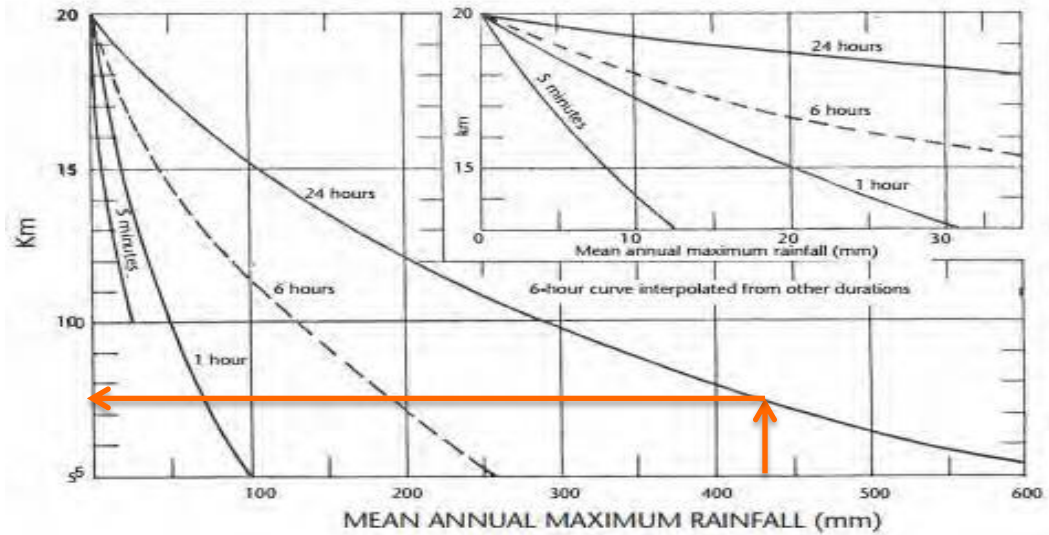 20
15
10
5
Km
5 minutes
1 hour
6 hours
24 hours
100
200
300
400
500
600
MEAN ANNUAL MAXIMUM RAINFALL (mm)
20
15
km
5 minutes
24 hours
6 hours
1 hour
0
10
20
30
Mean annual maximum rainfall (mm)
6-hour curve interpolated from other durations